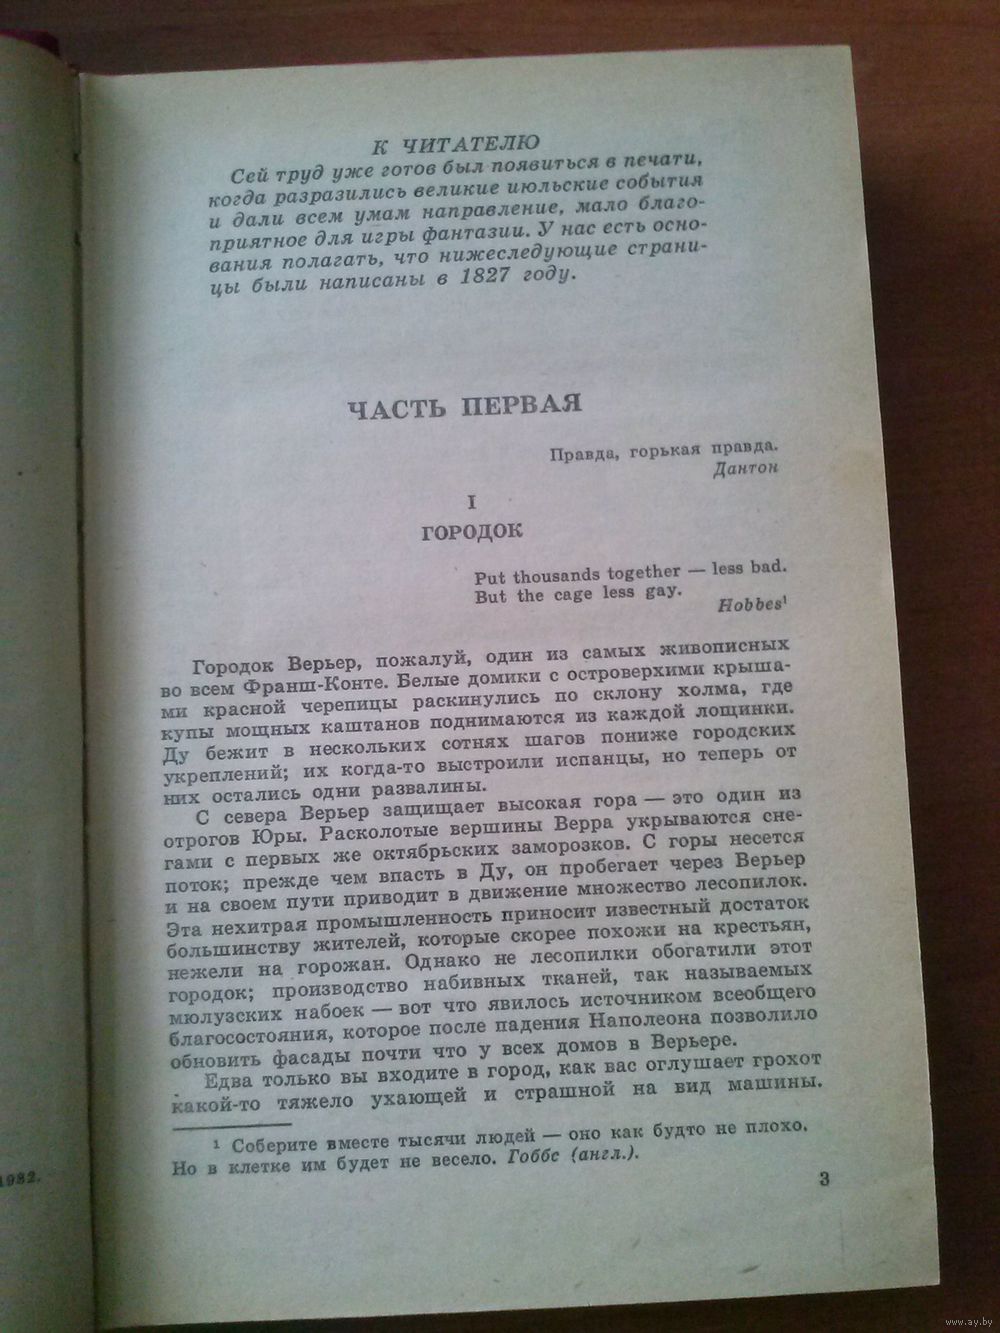 К ЧИТАТЕЛЮ
Сей труд уже готов был появиться в печати,
когда разразились великие июльские события
и дали всем умам направление, мало благо-
приятное для игры фантазии. У нас есть осно-
вания полагать, что нижеследующие страни-
цы были написаны в 1827 году.
ЧАСТЬ ПЕРВАЯ
Правда, горькая правда.
Дантон
I
ГОРОДОК
Put thousands together — less bad.
But the cage less gay.
Hobbes¹
Городок Верьер, пожалуй, один из самых живописных
во всем Франш-Конте. Белые домики с островерхими крыша-
ми красной черепицы раскинулись по склону холма, где
купы мощных каштанов поднимаются из каждой лощинки.
Ду бежит в нескольких сотнях шагов пониже городских
укреплений; их когда-то выстроили испанцы, но теперь от
них остались одни развалины.
С севера Верьер защищает высокая гора — это один из
отрогов Юры. Расколотые вершины Верра укрываются сне-
гами с первых же октябрьских заморозков. С горы несется
поток; прежде чем впасть в Ду, он пробегает через Верьер
и на своем пути приводит в движение множество лесопилок.
Эта нехитрая промышленность приносит известный достаток
большинству жителей, которые скорее похожи на крестьян,
нежели на горожан. Однако не лесопилки обогатили этот
городок; производство набивных тканей, так называемых
мюлузских набоек — вот что явилось источником всеобщего
благосостояния, которое после падения Наполеона позволило
обновить фасады почти что у всех домов в Верьере.
Едва только вы входите в город, как вас оглушает грохот
какой-то тяжело ухающей и страшной на вид машины.
¹ Соберите вместе тысячи людей — оно как будто не плохо.
Но в клетке им будет не весело. Гоббс (англ.).
3
1982.
www.ay.by